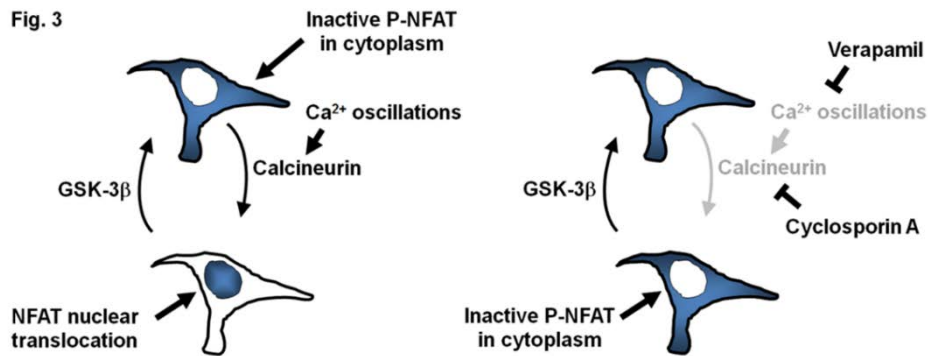 Fig. 3
Inactive P-NFAT
in cytoplasm
Ca²⁺ oscillations
Calcineurin
GSK-3β
NFAT nuclear
translocation
Verapamil
Ca²⁺ oscillations
Calcineurin
GSK-3β
Cyclosporin A
Inactive P-NFAT
in cytoplasm